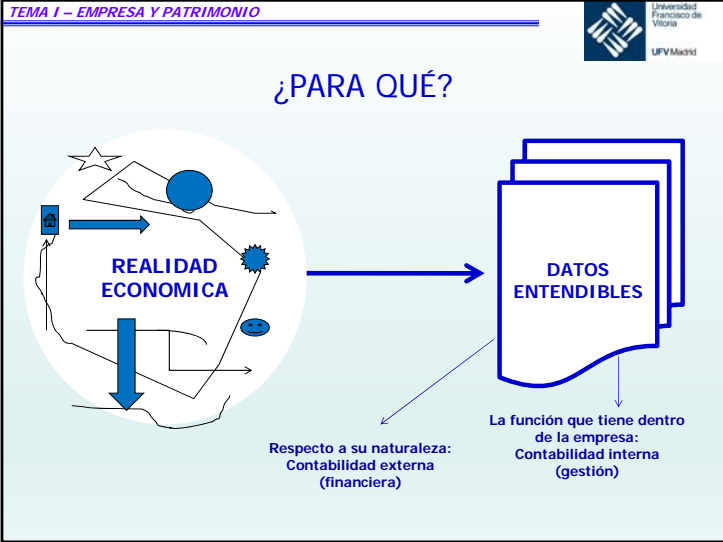 TEMA I – EMPRESA Y PATRIMONIO
Universidad
Francisco de
Vitoria
UFV Madrid
¿PARA QUÉ?
REALIDAD
ECONOMICA
DATOS
ENTENDIBLES
Respecto a su naturaleza:
Contabilidad externa
(financiera)
La función que tiene dentro
de la empresa:
Contabilidad interna
(gestión)